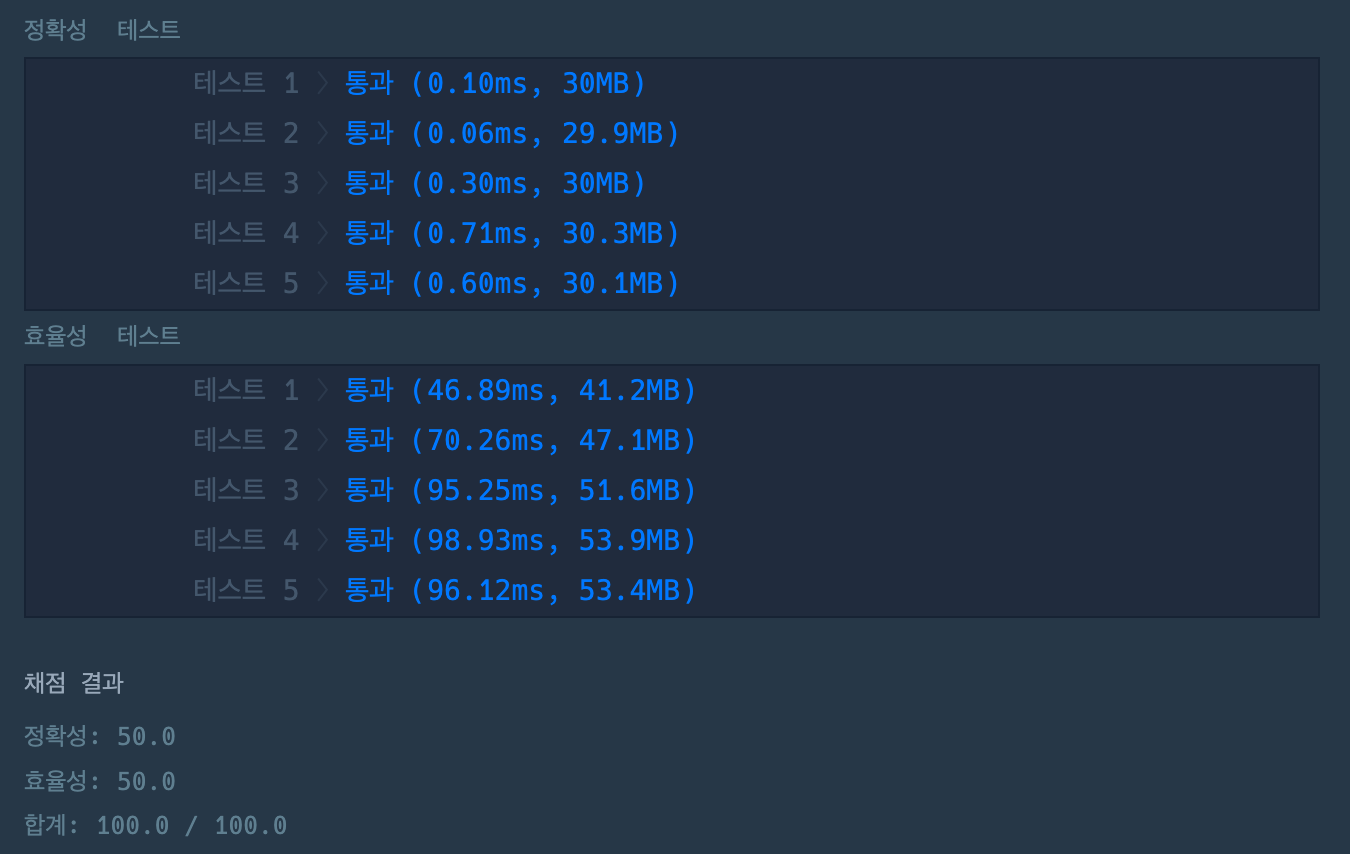 정확성  테스트
테스트 1 〉 통과 (0.10ms, 30MB)
테스트 2 〉 통과 (0.06ms, 29.9MB)
테스트 3 〉 통과 (0.30ms, 30MB)
테스트 4 〉 통과 (0.71ms, 30.3MB)
테스트 5 〉 통과 (0.60ms, 30.1MB)
효율성  테스트
테스트 1 〉 통과 (46.89ms, 41.2MB)
테스트 2 〉 통과 (70.26ms, 47.1MB)
테스트 3 〉 통과 (95.25ms, 51.6MB)
테스트 4 〉 통과 (98.93ms, 53.9MB)
테스트 5 〉 통과 (96.12ms, 53.4MB)
채점 결과
정확성: 50.0
효율성: 50.0
합계: 100.0 / 100.0